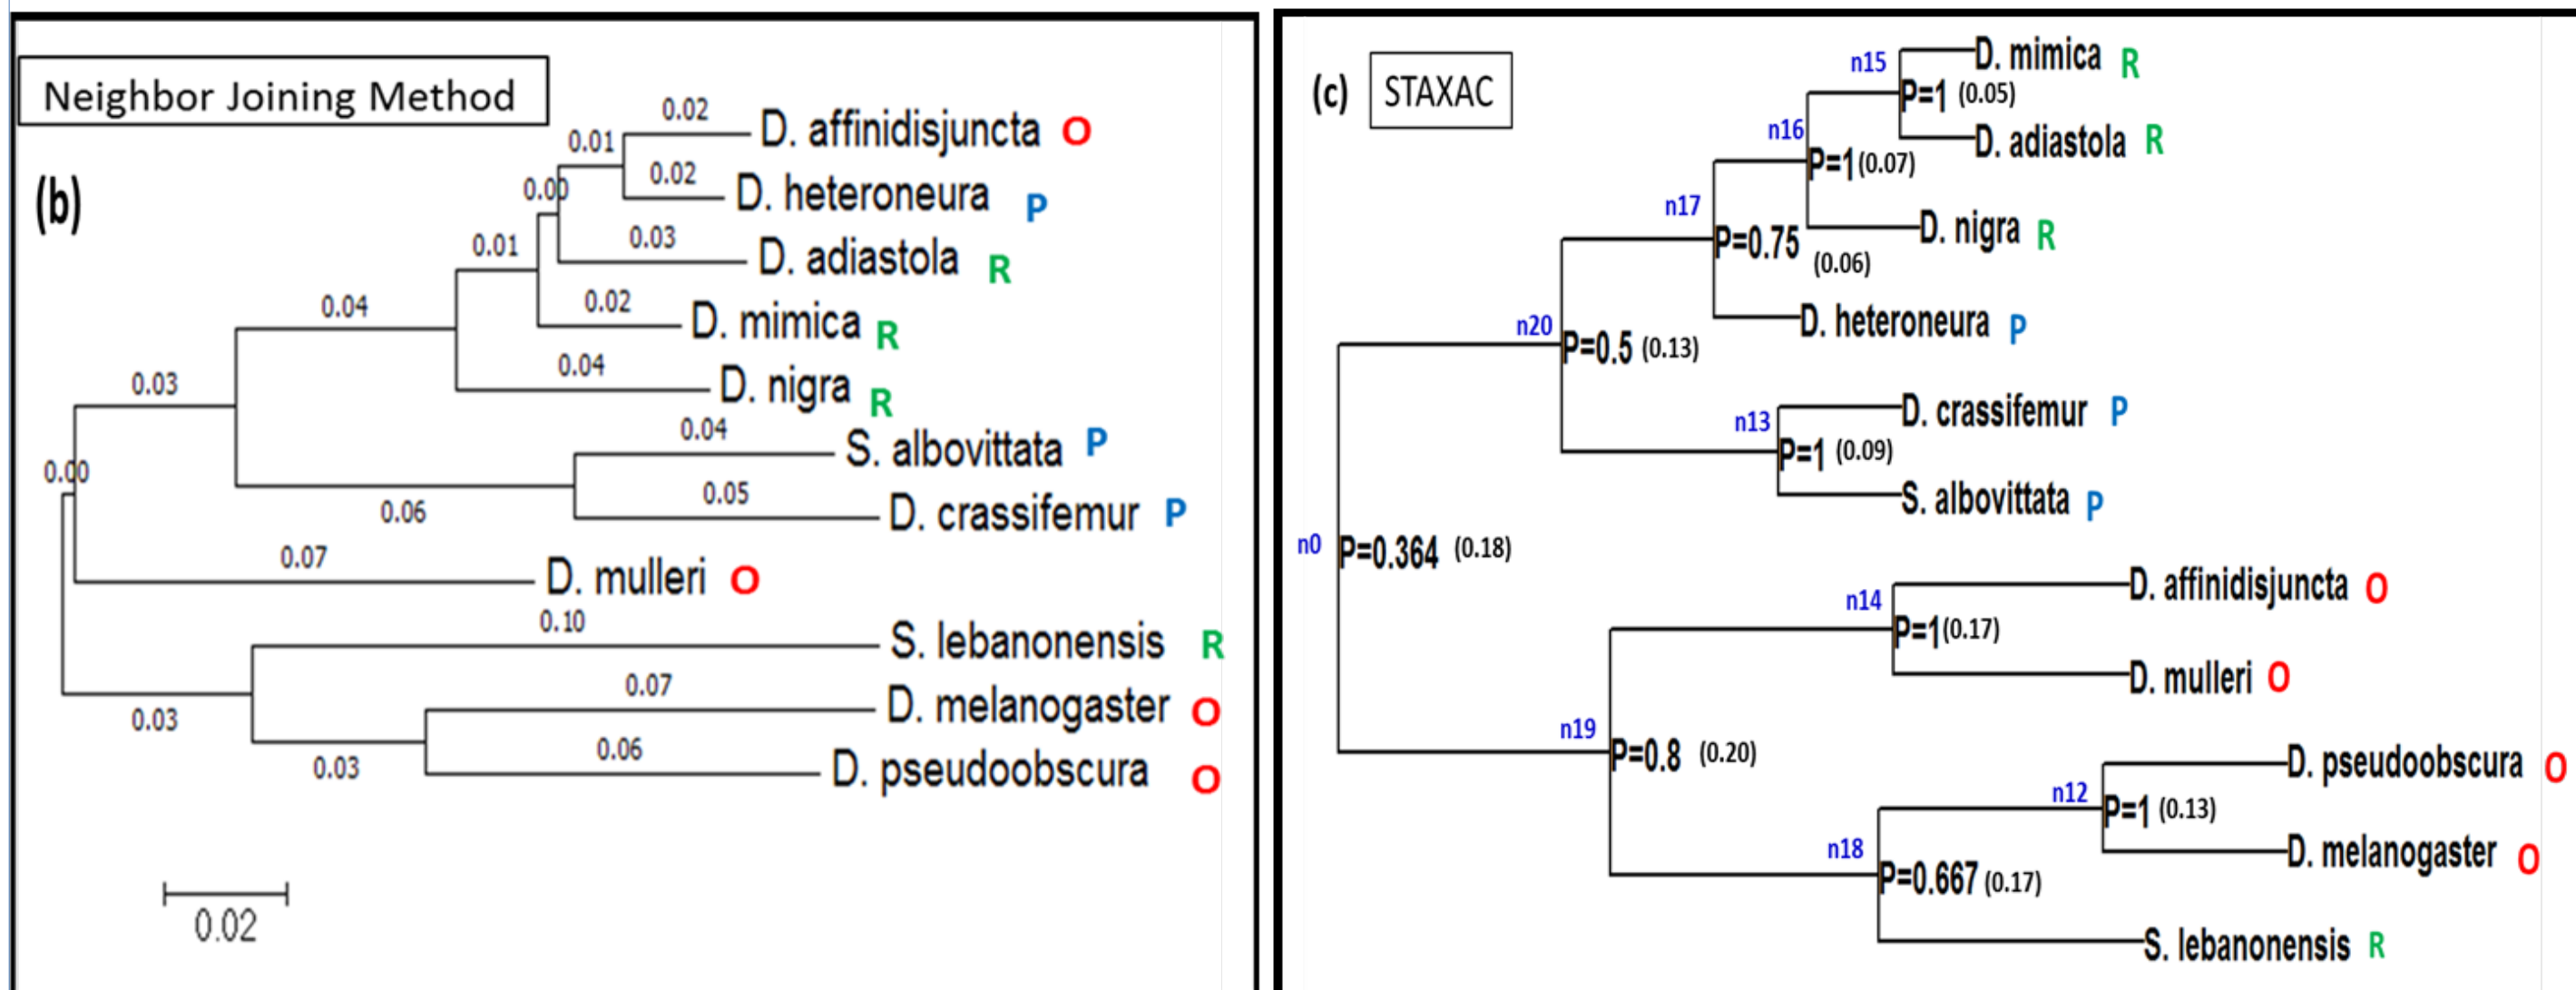 Neighbor Joining Method
(b)
0.02
D. affinidisjuncta O
0.01
0.02
D. heteroneura P
0.00
0.03
D. adiastola R
0.01
0.02
D. mimica R
0.04
0.04
D. nigra R
0.03
0.04
S. albovittata P
0.05
D. crassifemur P
0.06
0.00
0.07
D. mulleri O
0.10
S. lebanonensis R
0.07
D. melanogaster O
0.03
0.06
D. pseudoobscura O
0.03
0.02
(c)
STAXAC
n15
D. mimica R
P=1 (0.05)
D. adiastola R
n16
P=1 (0.07)
D. nigra R
n17
P=0.75
(0.06)
D. heteroneura P
n20
P=0.5 (0.13)
D. crassifemur P
n13
P=1 (0.09)
S. albovittata P
n0
P=0.364 (0.18)
D. affinidisjuncta O
n14
P=1 (0.17)
D. mulleri O
n19
P=0.8 (0.20)
D. pseudoobscura O
n12
P=1 (0.13)
D. melanogaster O
n18
P=0.667 (0.17)
S. lebanonensis R